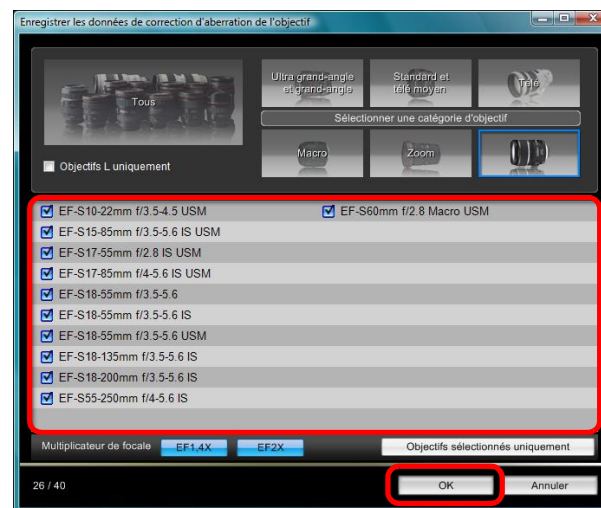 Enregistrer les données de correction d'aberration de l'objectif
Tous
Ultra grand-angle
et grand-angle
Standard et
télé moyen
Télé
Sélectionner une catégorie d'objectif
Objectifs L uniquement
Macro
Zoom
EF-S10-22mm f/3.5-4.5 USM
EF-S60mm f/2.8 Macro USM
EF-S15-85mm f/3.5-5.6 IS USM
EF-S17-55mm f/2.8 IS USM
EF-S17-85mm f/4-5.6 IS USM
EF-S18-55mm f/3.5-5.6
EF-S18-55mm f/3.5-5.6 IS
EF-S18-55mm f/3.5-5.6 USM
EF-S18-135mm f/3.5-5.6 IS
EF-S18-200mm f/3.5-5.6 IS
EF-S55-250mm f/4-5.6 IS
Multiplicateur de focale EF1,4X EF2X Objectifs sélectionnés uniquement
26 / 40 OK Annuler